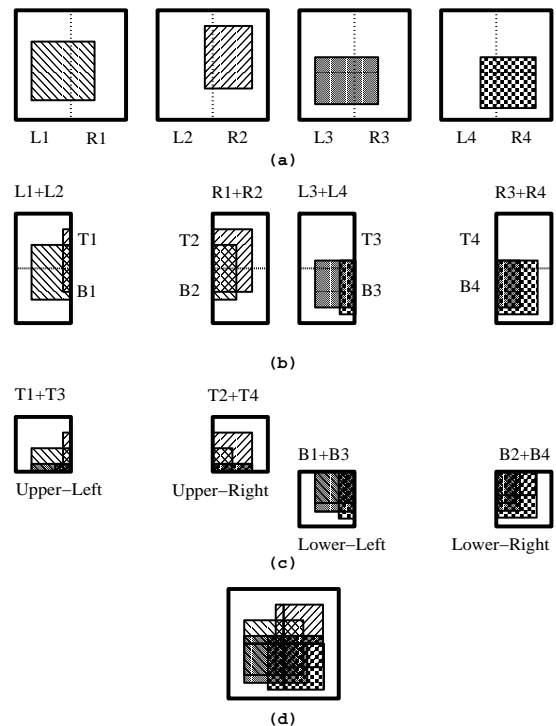 L1 R1 L2 R2 L3 R3 L4 R4
(a)
L1+L2 R1+R2 L3+L4 R3+R4
T1 T2 T3 T4
B1 B2 B3 B4
(b)
T1+T3 T2+T4
B1+B3 B2+B4
Upper−Left Upper−Right
Lower−Left Lower−Right
(c)
(d)